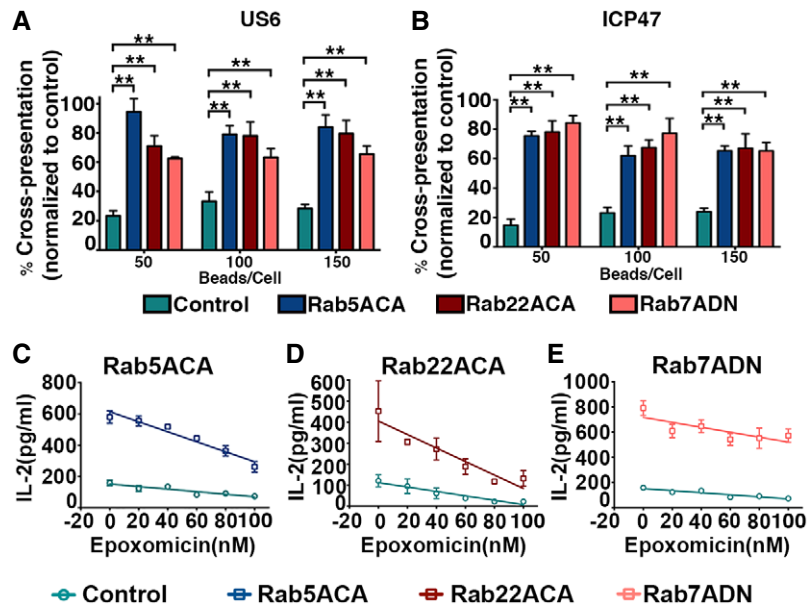 A
US6
% Cross-presentation
(normalized to control)
100
80
60
40
20
0
** ** **
** ** **
** ** **
50 100 150
Beads/Cell
B
ICP47
% Cross-presentation
(normalized to control)
100
80
60
40
20
0
** ** **
** ** **
** ** **
50 100 150
Beads/Cell
Control Rab5ACA Rab22ACA Rab7ADN
C
Rab5ACA
IL-2(pg/ml)
800
600
400
200
0
-20 0 20 40 60 80 100
Epoxomicin(nM)
D
Rab22ACA
IL-2(pg/ml)
600
500
400
300
200
100
0
-20 0 20 40 60 80 100
Epoxomicin(nM)
E
Rab7ADN
IL-2(pg/ml)
1000
800
600
400
200
0
-20 0 20 40 60 80 100
Epoxomicin(nM)
Control Rab5ACA Rab22ACA Rab7ADN